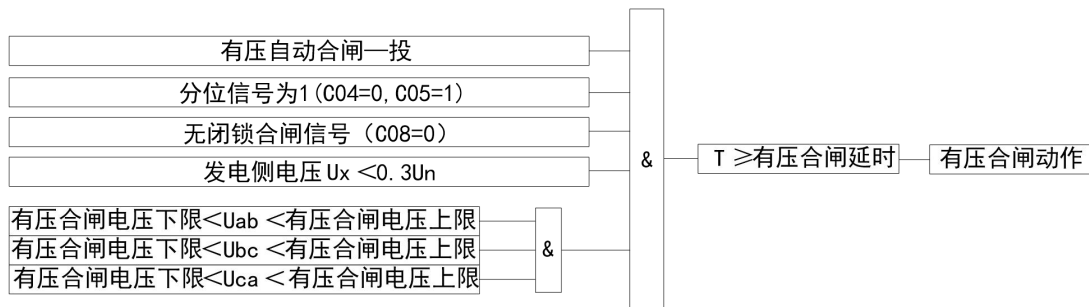 有压自动合闸—投
分位信号为1(C04=0,C05=1)
无闭锁合闸信号（C08=0）
发电侧电压Ux＜0.3Un
有压合闸电压下限<Uab＜有压合闸电压上限
有压合闸电压下限<Ubc＜有压合闸电压上限
有压合闸电压下限<Uca＜有压合闸电压上限
&
&
T ≥有压合闸延时
有压合闸动作